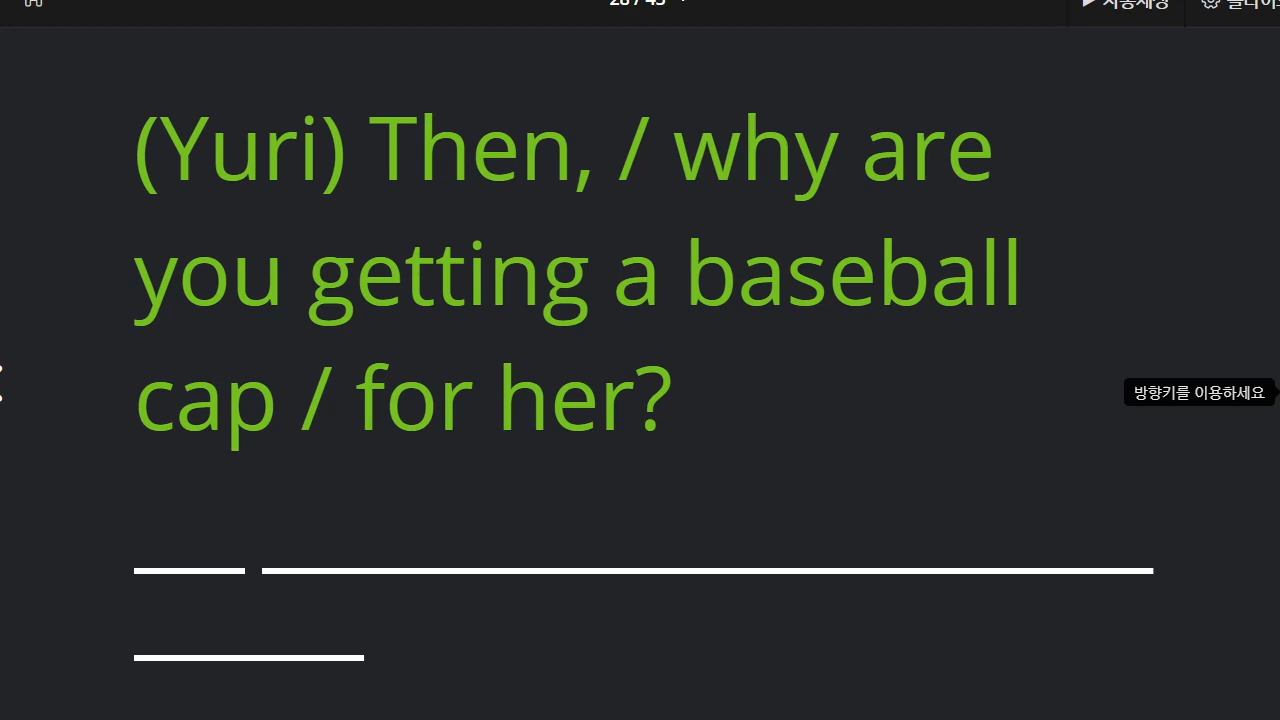 (Yuri) Then, / why are
you getting a baseball
cap / for her?
방향키를 이용하세요